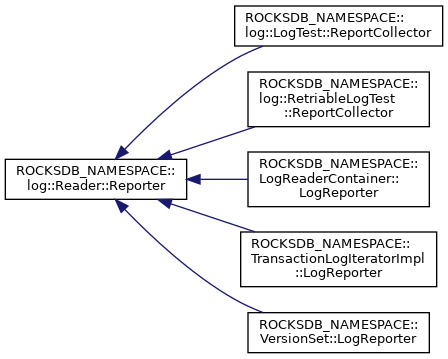 ROCKSDB_NAMESPACE::
log::LogTest::ReportCollector
ROCKSDB_NAMESPACE::
log::RetriableLogTest
::ReportCollector
ROCKSDB_NAMESPACE::
log::Reader::Reporter
ROCKSDB_NAMESPACE::
LogReaderContainer::
LogReporter
ROCKSDB_NAMESPACE::
TransactionLogIteratorImpl
::LogReporter
ROCKSDB_NAMESPACE::
VersionSet::LogReporter